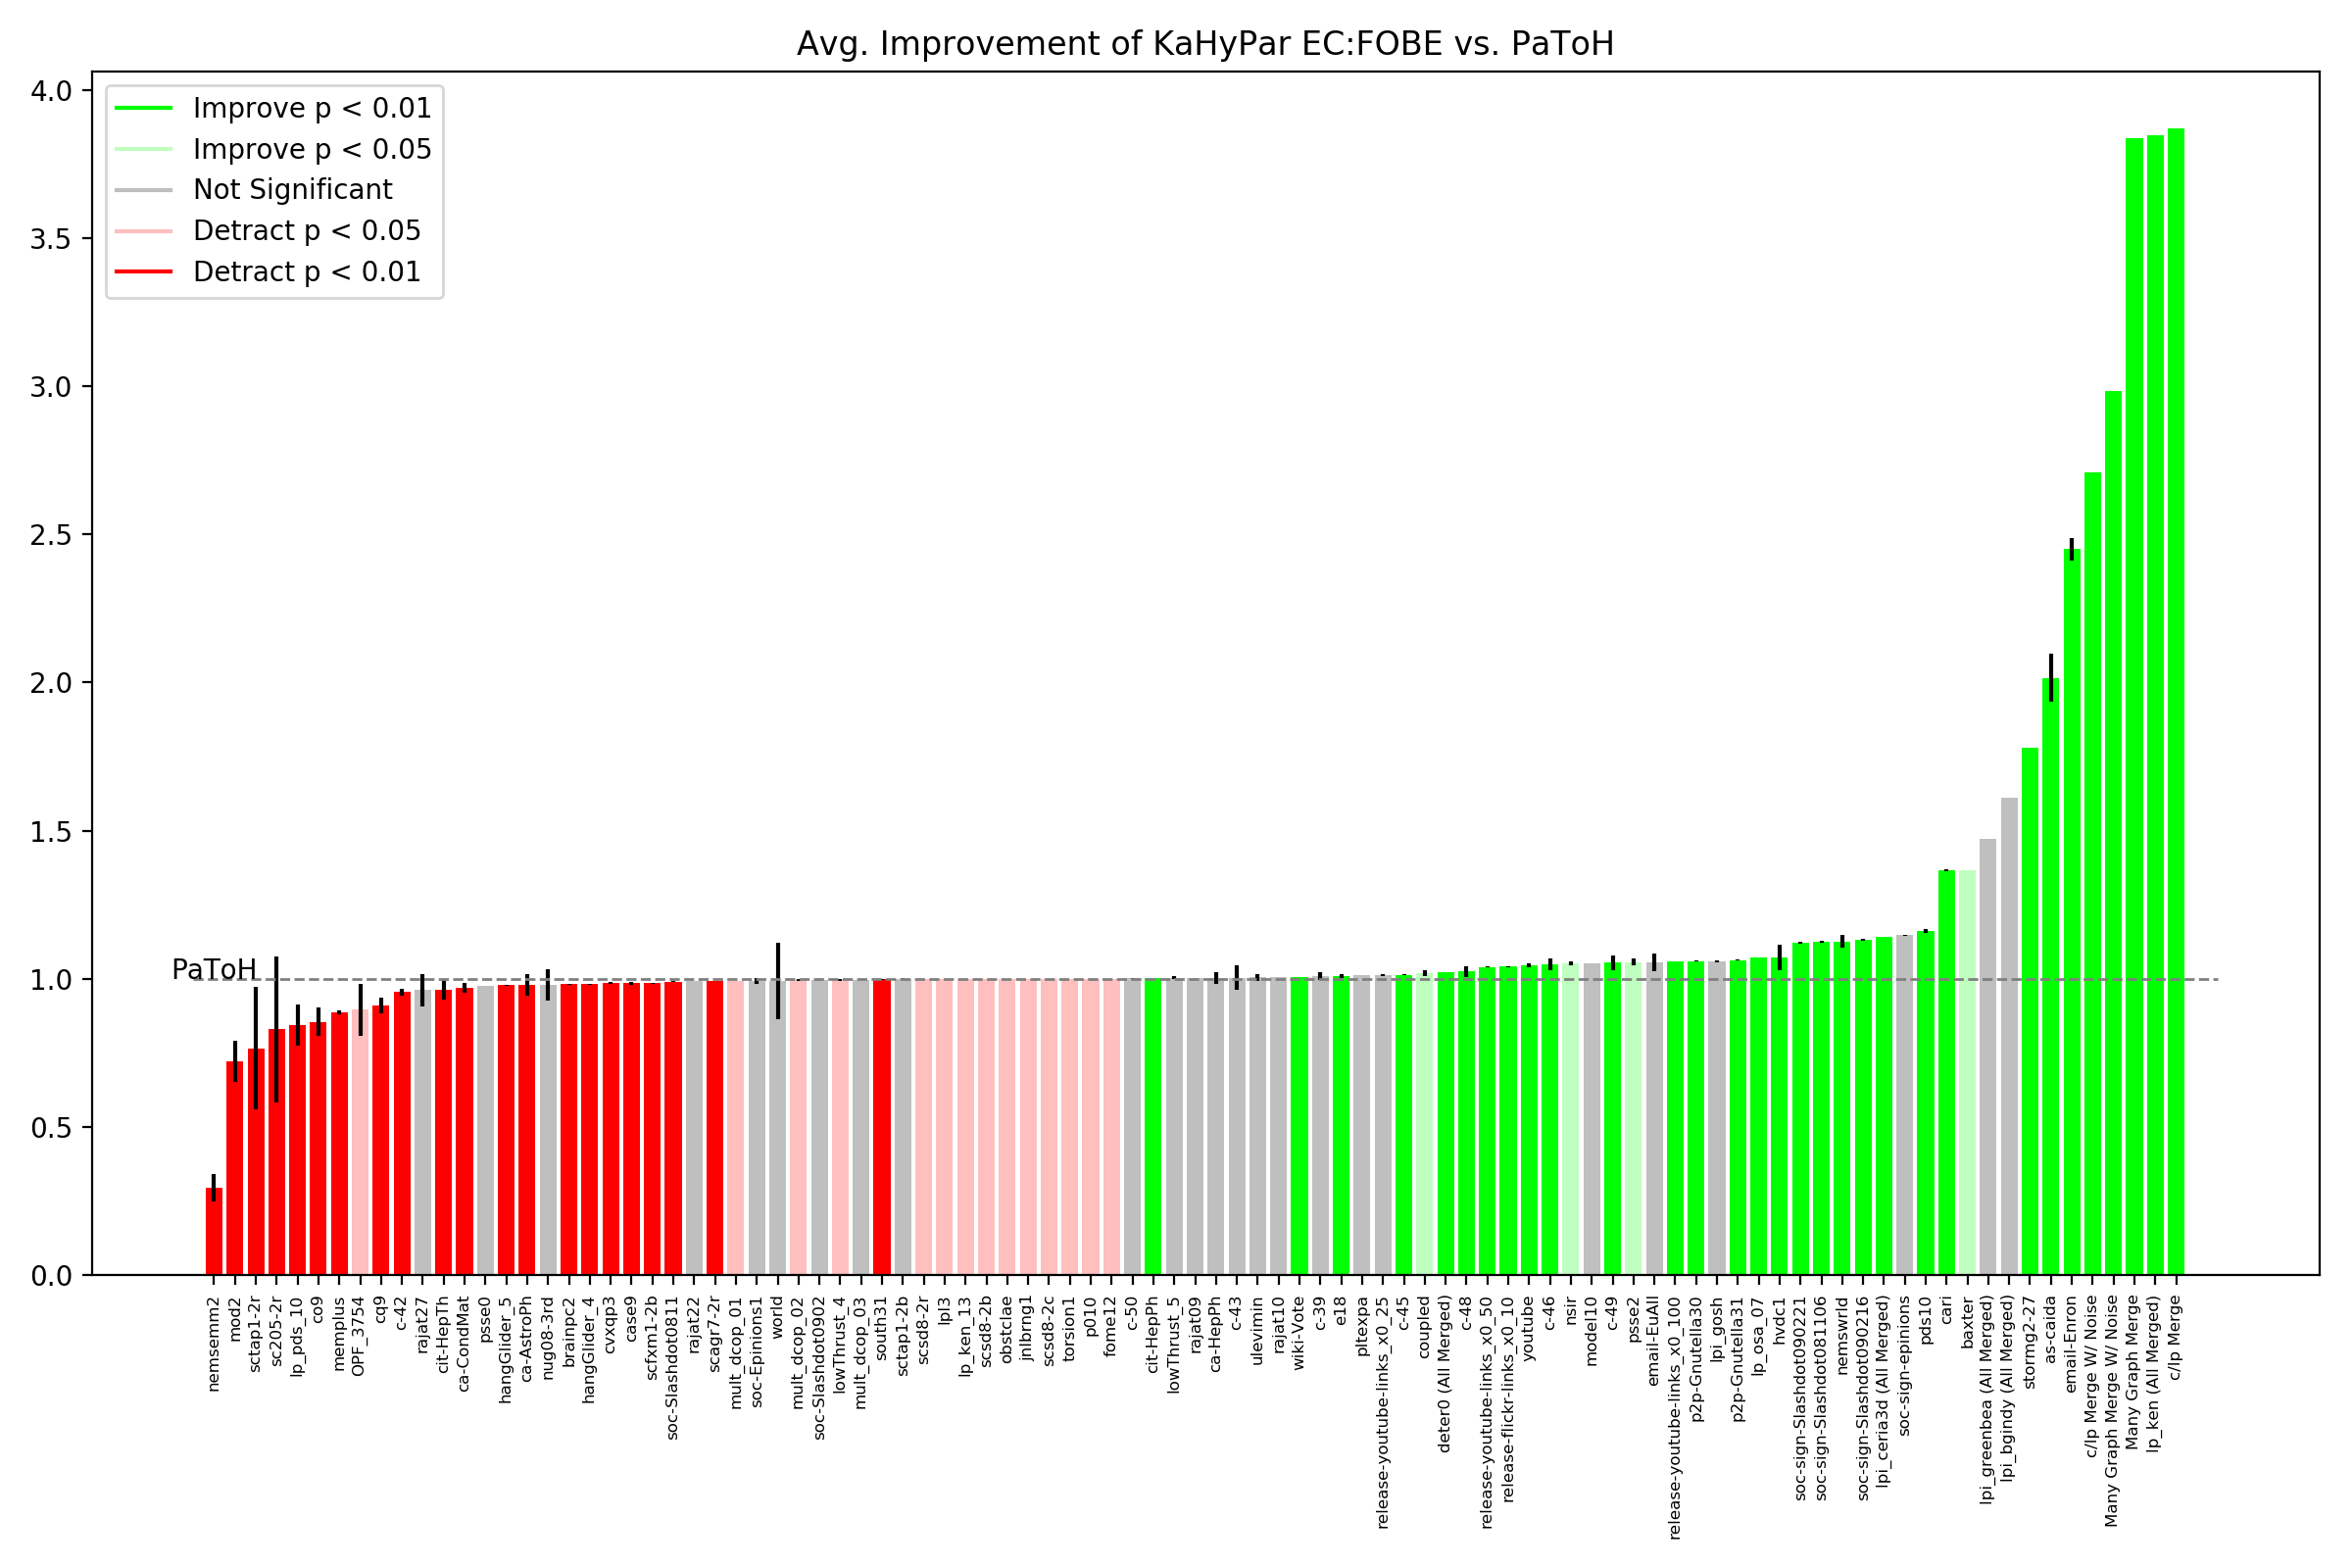 Avg. Improvement of KaHyPar EC:FOBE vs. PaToH
4.0
3.5
3.0
2.5
2.0
1.5
1.0
0.5
0.0
Improve p < 0.01
Improve p < 0.05
Not Significant
Detract p < 0.05
Detract p < 0.01
PaToH
nemsemm2
mod2
sctap1-2r
sc205-2r
lp_pds_10
co9
memplus
OPF_3754
cq9
c-42
rajat27
cit-HepTh
ca-CondMat
psse0
hangGlider_5
ca-AstroPh
nug08-3rd
brainpc2
hangGlider_4
cvxqp3
case9
scfxm1-2b
soc-Slashdot0811
rajat22
scagr7-2r
mult_dcop_01
soc-Epinions1
world
mult_dcop_02
soc-Slashdot0902
lowThrust_4
mult_dcop_03
south31
sctap1-2b
scsd8-2r
lpl3
lp_ken_13
scsd8-2b
obstclae
jnlbrng1
scsd8-2c
torsion1
p010
fome12
c-50
cit-HepPh
lowThrust_5
rajat09
ca-HepPh
c-43
ulevimin
rajat10
wiki-Vote
c-39
e18
pltexpa
release-youtube-links_x0_25
c-45
coupled
deter0 (All Merged)
c-48
release-youtube-links_x0_50
release-flickr-links_x0_10
youtube
c-46
nsir
model10
c-49
psse2
email-EuAll
release-youtube-links_x0_100
p2p-Gnutella30
lpi_gosh
p2p-Gnutella31
lp_osa_07
hvdc1
soc-sign-Slashdot090221
soc-sign-Slashdot081106
nemswrld
soc-sign-Slashdot090216
lpi_ceria3d (All Merged)
soc-sign-epinions
pds10
cari
baxter
lpi_greenbea (All Merged)
lpi_bgindy (All Merged)
stormg2-27
as-caida
email-Enron
c/lp Merge W/ Noise
Many Graph Merge W/ Noise
Many Graph Merge
lp_ken (All Merged)
c/lp Merge